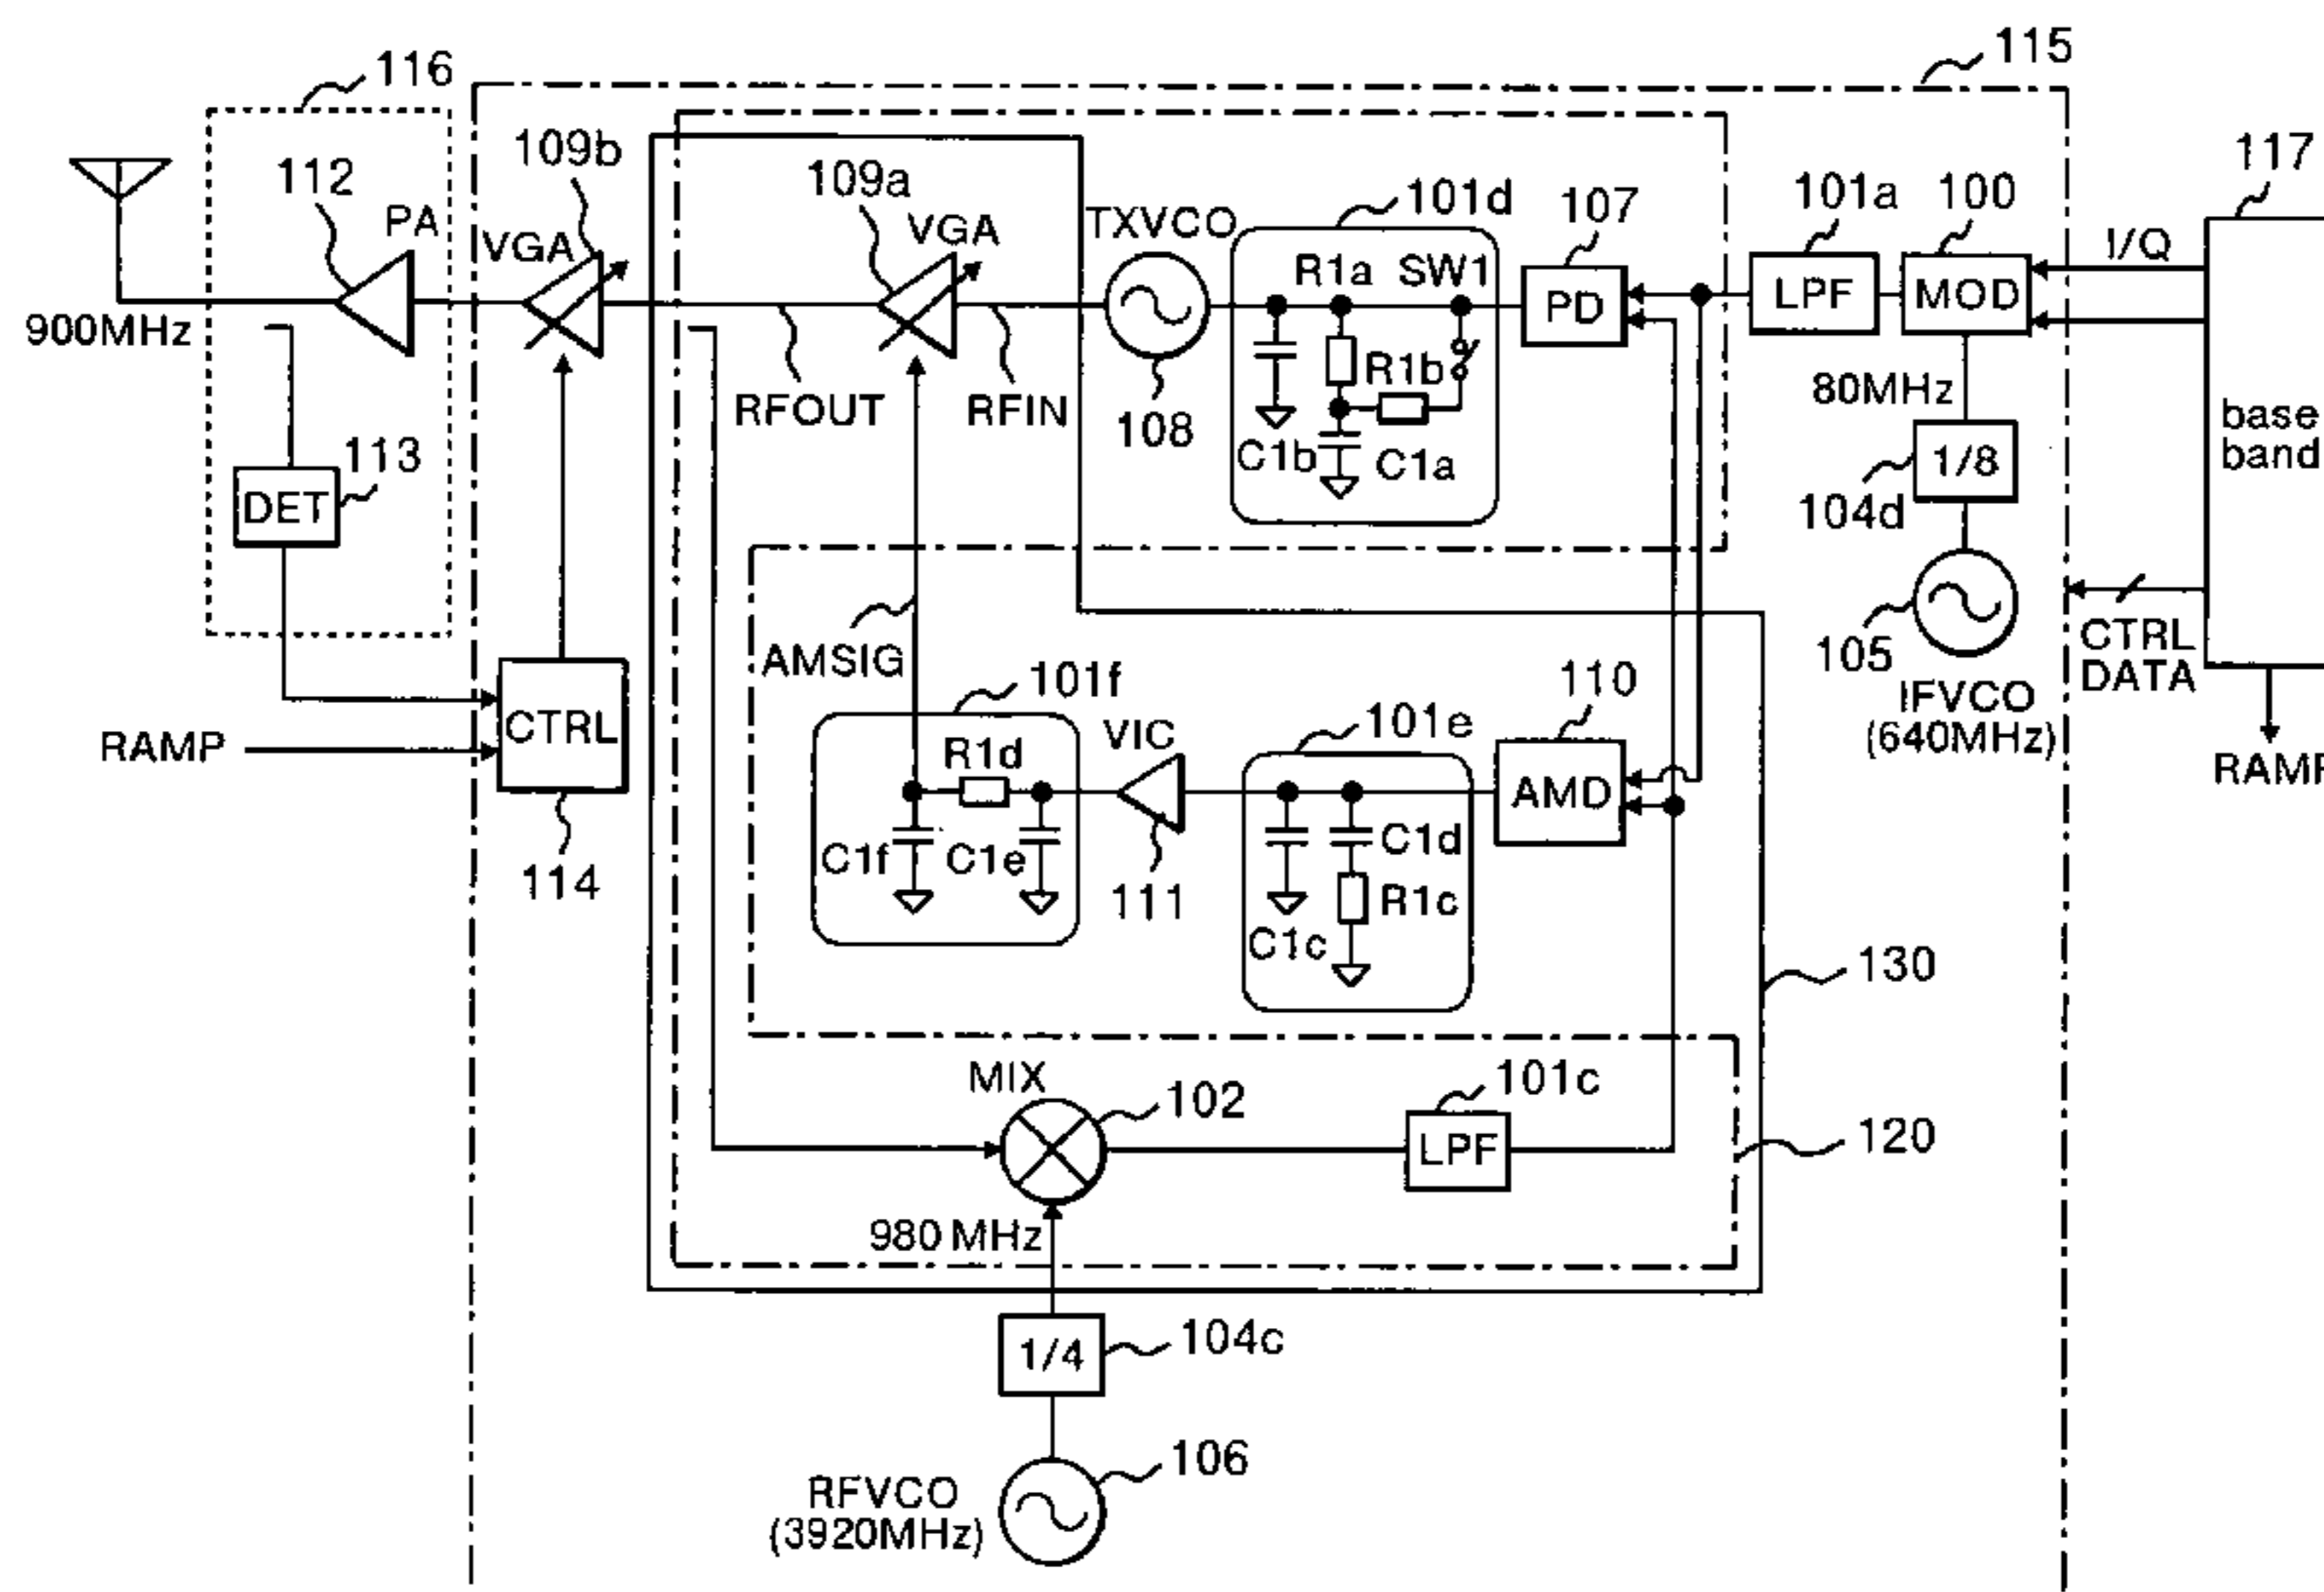 115
116
109b
117
112
109a
101d
107
101a
100
PA
VGA
VGA
TXVCO
I/Q
R1a SW1
LPF
MOD
PD
900MHz
R1b
80MHz
RFOUT
RFIN
108
base
band
113
C1b
C1a
1/8
DET
104d
AMSIG
101f
110
105
CTRL
DATA
IFVCO
(640MHz)
RAMP
CTRL
R1d
VIC
101e
RAMP
AMD
C1d
C1f
C1e
114
111
R1c
C1c
130
MIX
102
101c
120
LPF
980 MHz
1/4
104c
106
RFVCO
(3920MHz)